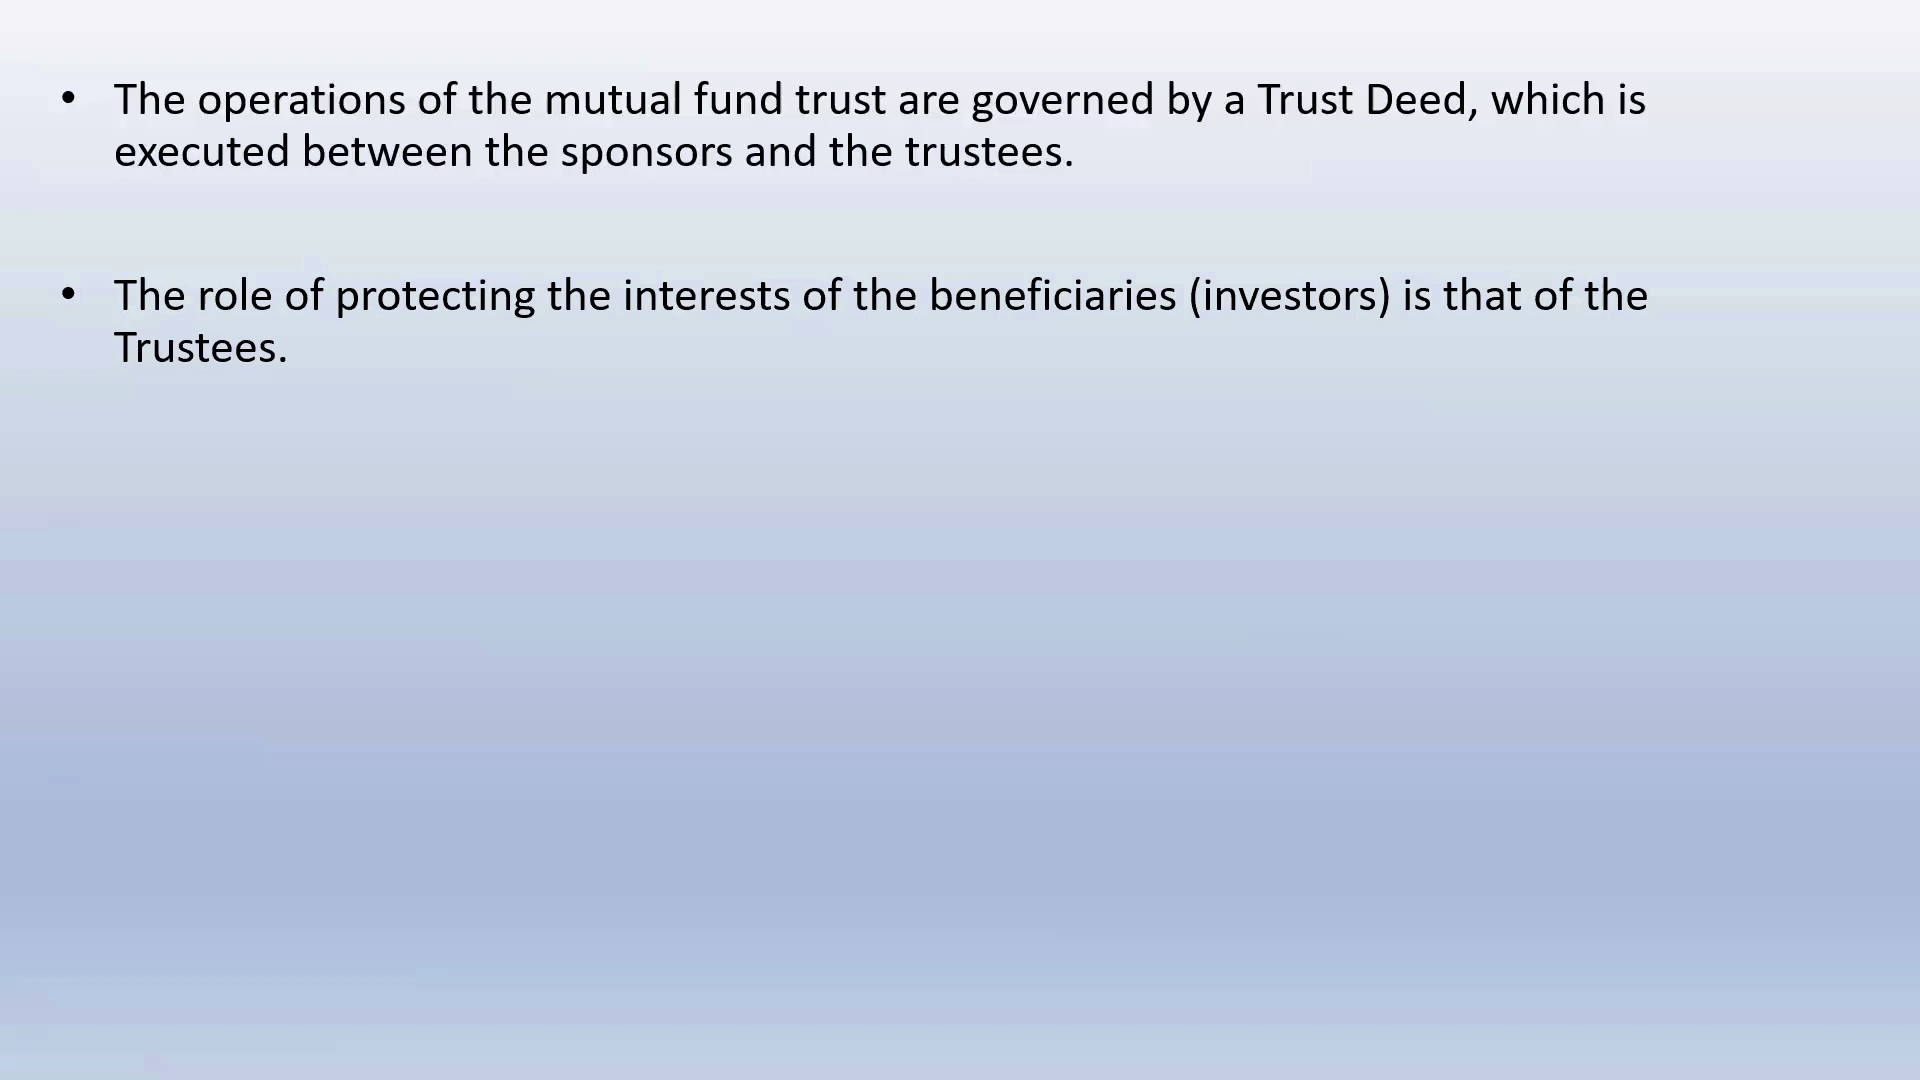 • The operations of the mutual fund trust are governed by a Trust Deed, which is
executed between the sponsors and the trustees.
• The role of protecting the interests of the beneficiaries (investors) is that of the
Trustees.